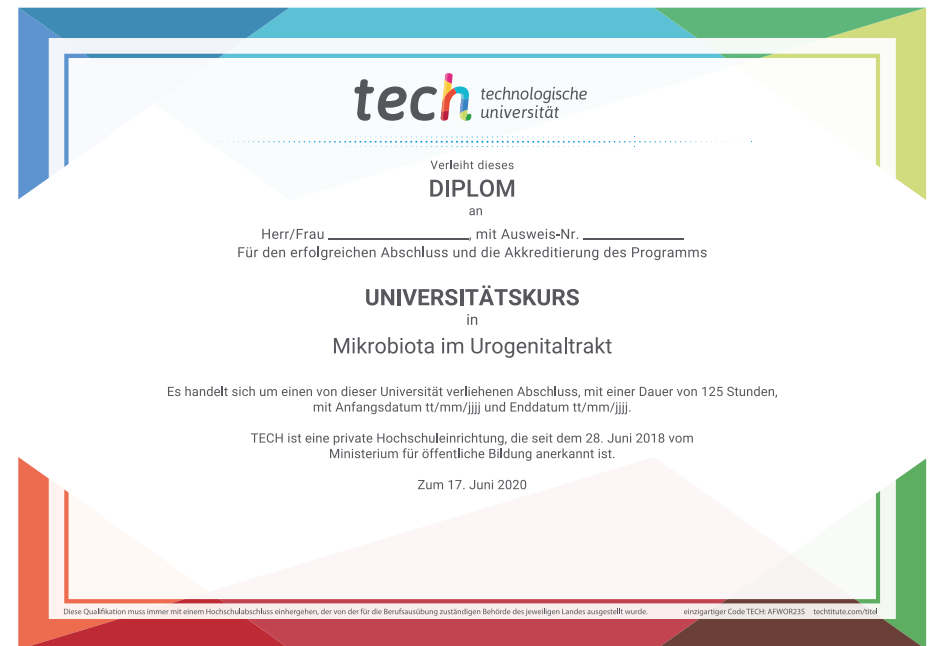 tech technologische
universität
Verleiht dieses
DIPLOM
an
Herr/Frau ____________________, mit Ausweis-Nr. ______________
Für den erfolgreichen Abschluss und die Akkreditierung des Programms
UNIVERSITÄTSKURS
in
Mikrobiota im Urogenitaltrakt
Es handelt sich um einen von dieser Universität verliehenen Abschluss, mit einer Dauer von 125 Stunden,
mit Anfangsdatum tt/mm/jjjj und Enddatum tt/mm/jjjj.
TECH ist eine private Hochschuleinrichtung, die seit dem 28. Juni 2018 vom
Ministerium für öffentliche Bildung anerkannt ist.
Zum 17. Juni 2020
Diese Qualifikation muss immer mit einem Hochschulabschluss einhergehen, der von der für die Berufsausübung zuständigen Behörde des jeweiligen Landes ausgestellt wurde. einzigartiger Code TECH: AFWOR23S techtitute.com/titel